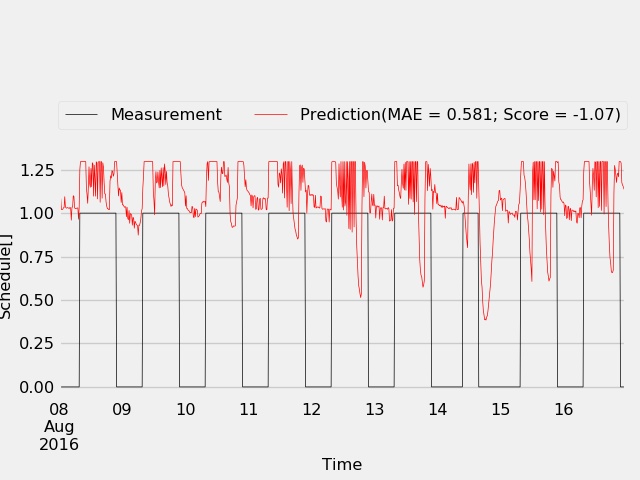 Measurement
Prediction(MAE = 0.581; Score = -1.07)
1.25
1.00
0.75
0.50
0.25
0.00
Schedule[]
08 09 10 11 12 13 14 15 16
Aug
2016
Time